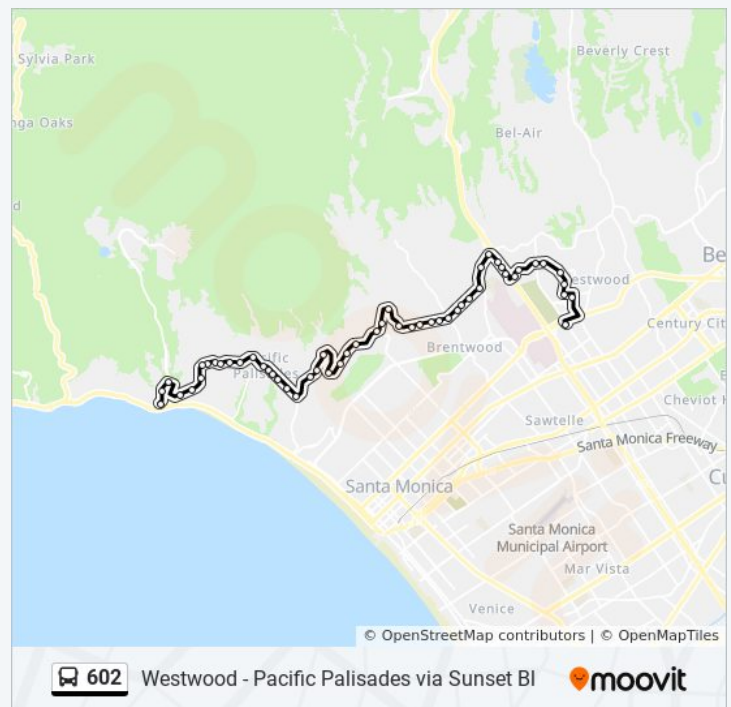 Sylvia Park
Beverly Crest
nga Oaks
Bel-Air
d
Be
estwood
Century Cit
Pacific
Palisades
Brentwood
Cheviot H
Sawtelle
Santa Monica Freeway
Santa Monica
Cu
Santa Monica
Municipal Airport
Mar Vista
Venice
© OpenStreetMap contributors | © OpenMapTiles
602 Westwood - Pacific Palisades via Sunset Bl moovit